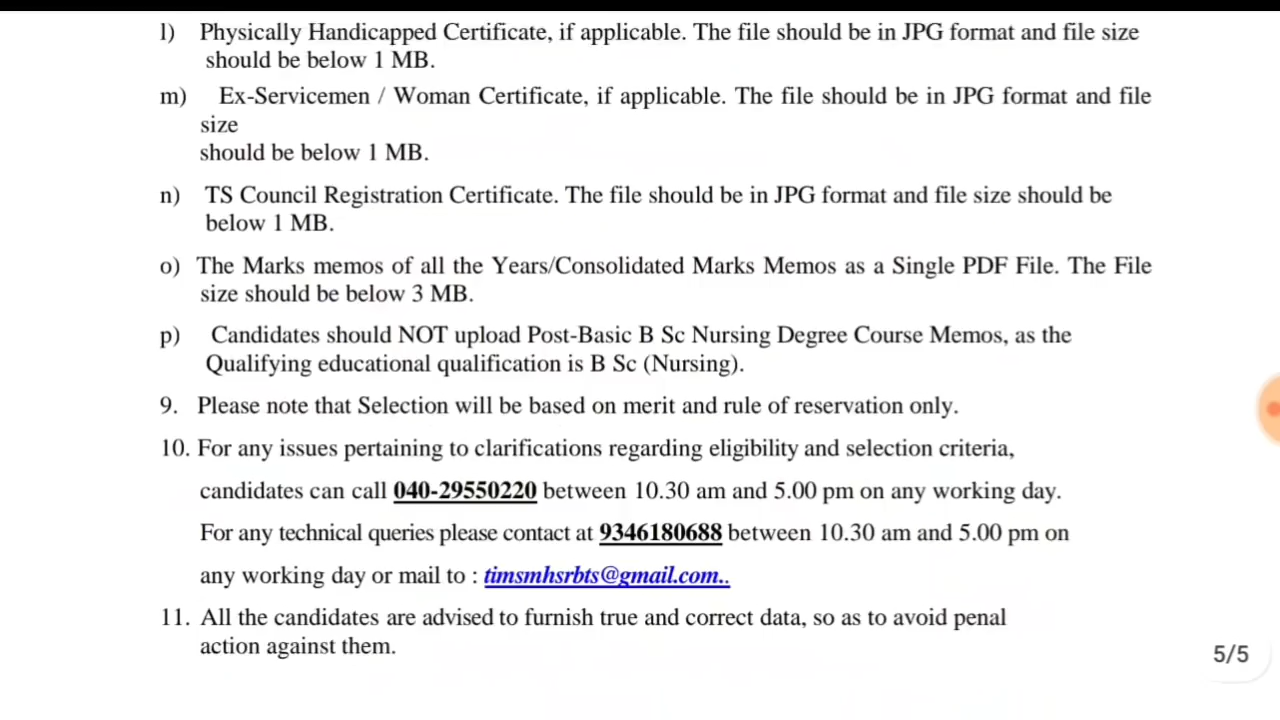 l) Physically Handicapped Certificate, if applicable. The file should be in JPG format and file size
should be below 1 MB.
m) Ex-Servicemen / Woman Certificate, if applicable. The file should be in JPG format and file
size
should be below 1 MB.
n) TS Council Registration Certificate. The file should be in JPG format and file size should be
below 1 MB.
o) The Marks memos of all the Years/Consolidated Marks Memos as a Single PDF File. The File
size should be below 3 MB.
p) Candidates should NOT upload Post-Basic B Sc Nursing Degree Course Memos, as the
Qualifying educational qualification is B Sc (Nursing).
9. Please note that Selection will be based on merit and rule of reservation only.
10. For any issues pertaining to clarifications regarding eligibility and selection criteria,
candidates can call 040-29550220 between 10.30 am and 5.00 pm on any working day.
For any technical queries please contact at 9346180688 between 10.30 am and 5.00 pm on
any working day or mail to : timsmhsrbts@gmail.com..
11. All the candidates are advised to furnish true and correct data, so as to avoid penal
action against them.
5/5